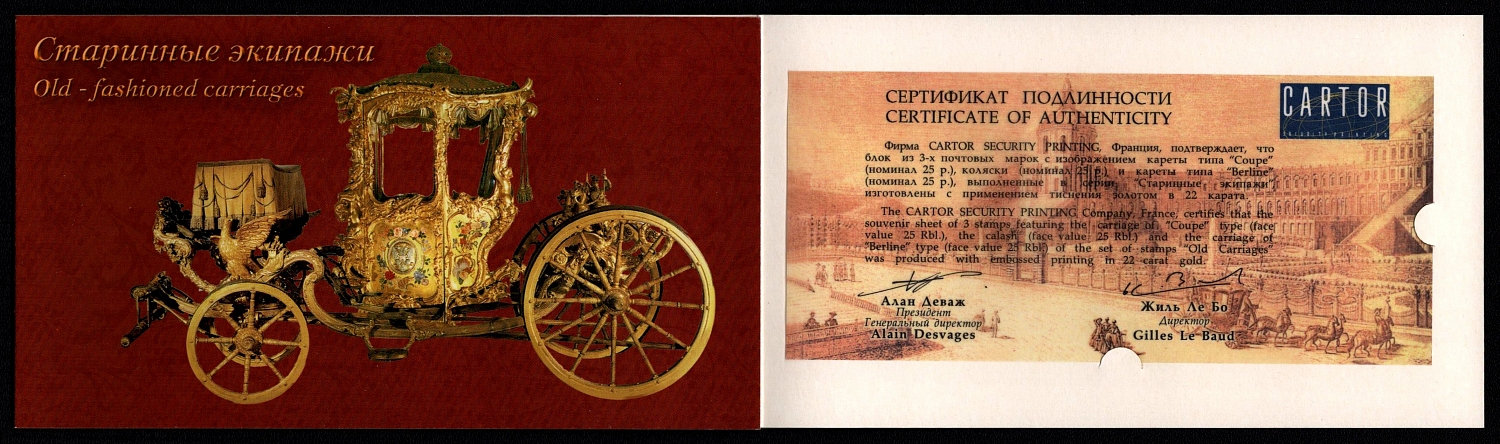 Старинные экипажи
Old - fashioned carriages
СЕРТИФИКАТ ПОДЛИННОСТИ
CERTIFICATE OF AUTHENTICITY
CARTOR
Фирма CARTOR SECURITY PRINTING, Франция, подтверждает, что
блок из 3-х почтовых марок с изображением кареты типа "Coupe"
(номинал 25 р.), коляски (номинал 25 р.) и кареты типа "Berline"
(номинал 25 р.), выполненные в серии "Старинные экипажи",
изготовлены с применением тиснения золотом в 22 карата.
The CARTOR SECURITY PRINTING Company, France, certifies that the
souvenir sheet of 3 stamps featuring the carriage of "Coupe" type (face
value 25 Rbl.), the calash (face value 25 Rbl.) and the carriage of
"Berline" type (face value 25 Rbl.) of the set of stamps "Old Carriages"
was produced with embossed printing in 22 carat gold.
Алан Деваж
Президент
Генеральный директор
Alain Desvages
Жиль Ле Бо
Директор
Gilles Le Baud